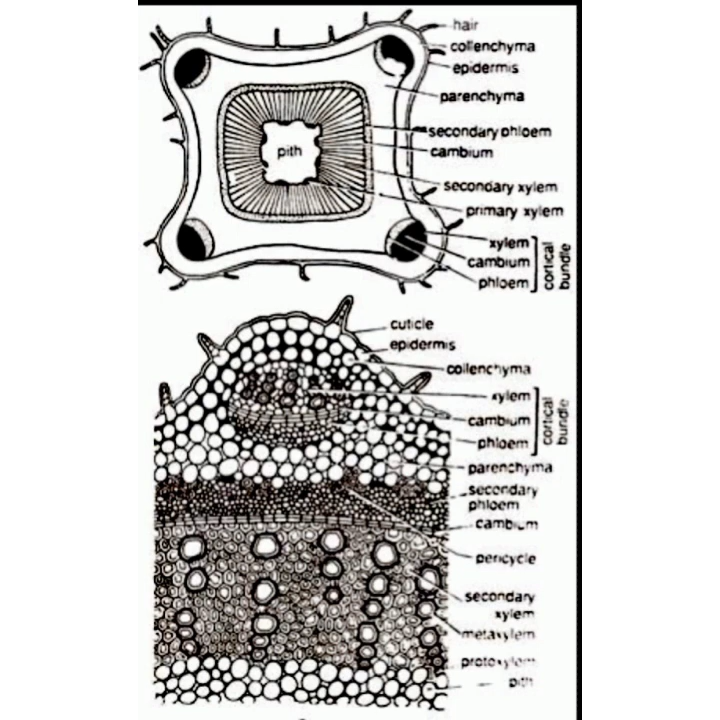 hair
collenchyma
epidermis
parenchyma
secondary phloem
cambium
pith
secondary xylem
primary xylem
xylem
cambium
phloem
cortical
bundle
cuticle
epidermis
collenchyma
xylem
cambium
phloem
cortical
bundle
parenchyma
secondary
phloem
cambium
pericycle
secondary
xylem
metaxylem
protoxylem
pith